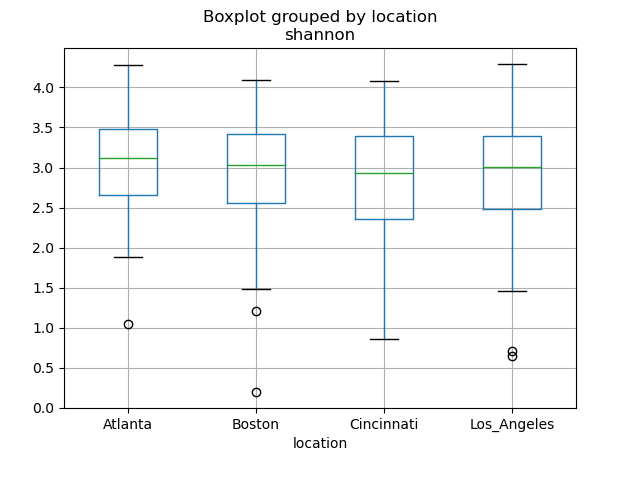 Boxplot grouped by location
shannon
4.0
3.5
3.0
2.5
2.0
1.5
1.0
0.5
0.0
Atlanta Boston Cincinnati Los_Angeles
location